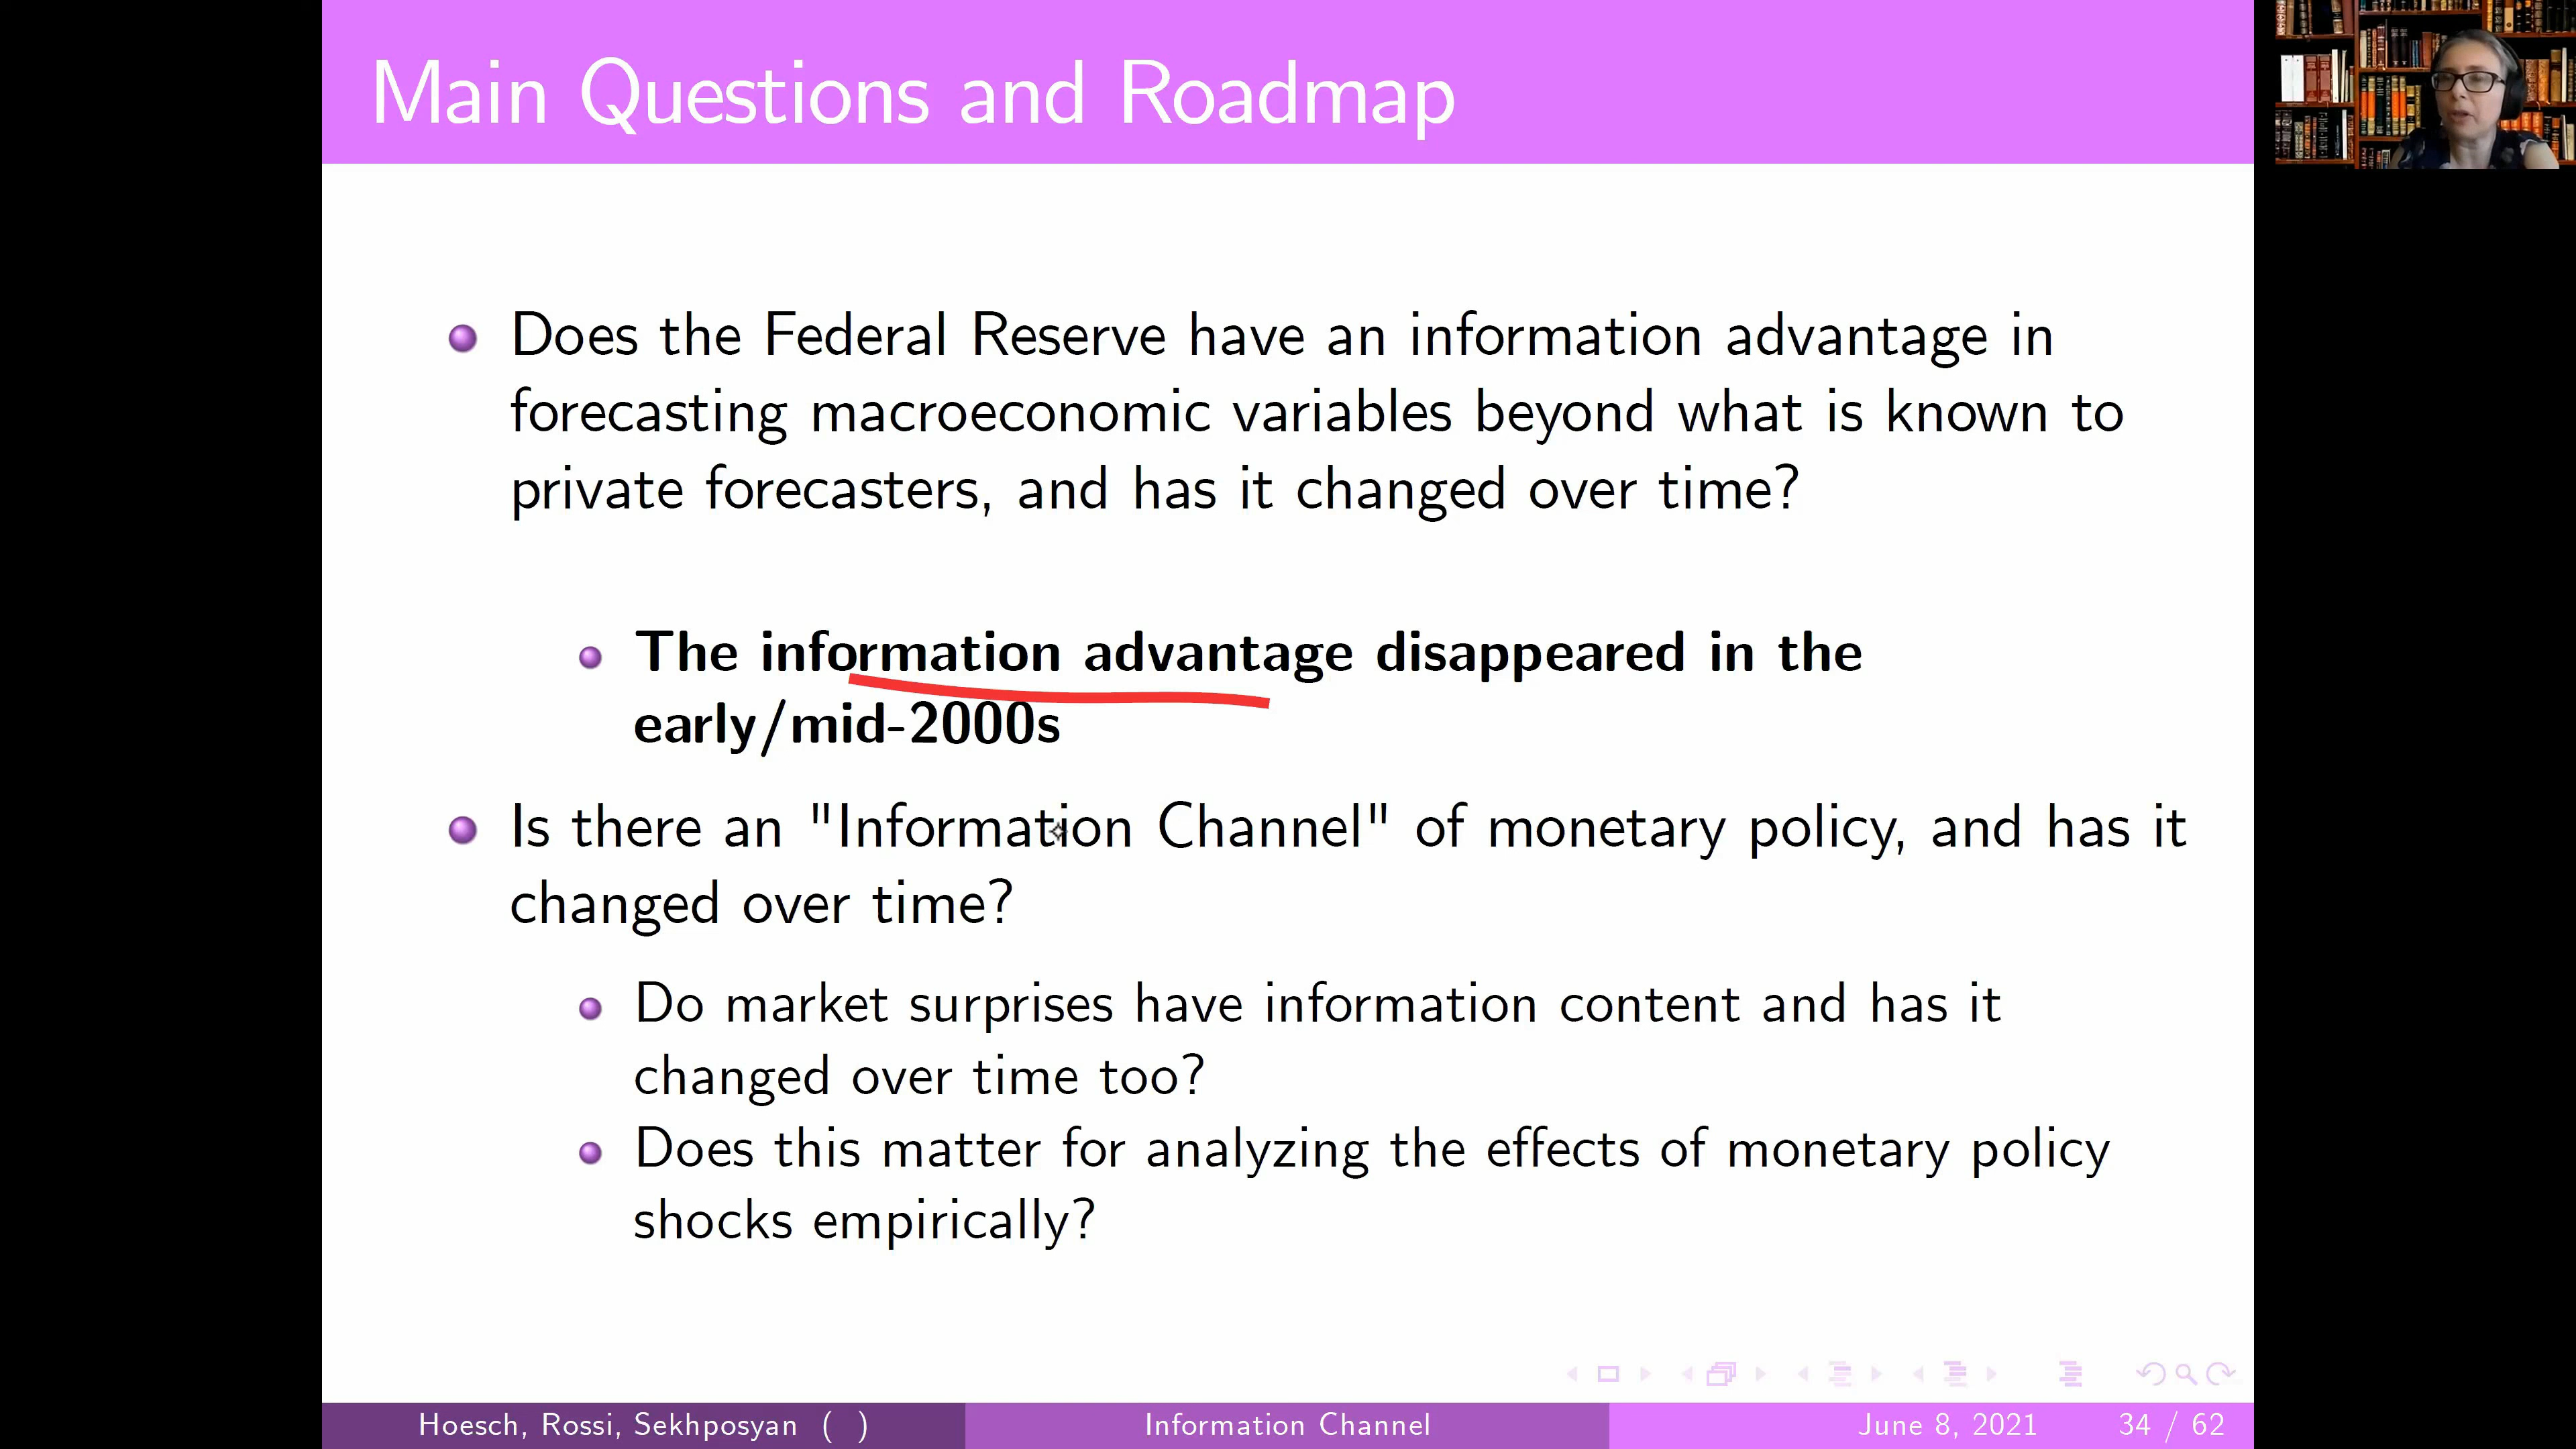 Main Questions and Roadmap
Does the Federal Reserve have an information advantage in
forecasting macroeconomic variables beyond what is known to
private forecasters, and has it changed over time?
The information advantage disappeared in the
early/mid-2000s
Is there an "Information Channel" of monetary policy, and has it
changed over time?
Do market surprises have information content and has it
changed over time too?
Does this matter for analyzing the effects of monetary policy
shocks empirically?
Hoesch, Rossi, Sekhposyan ( )
Information Channel
June 8, 2021
34 / 62